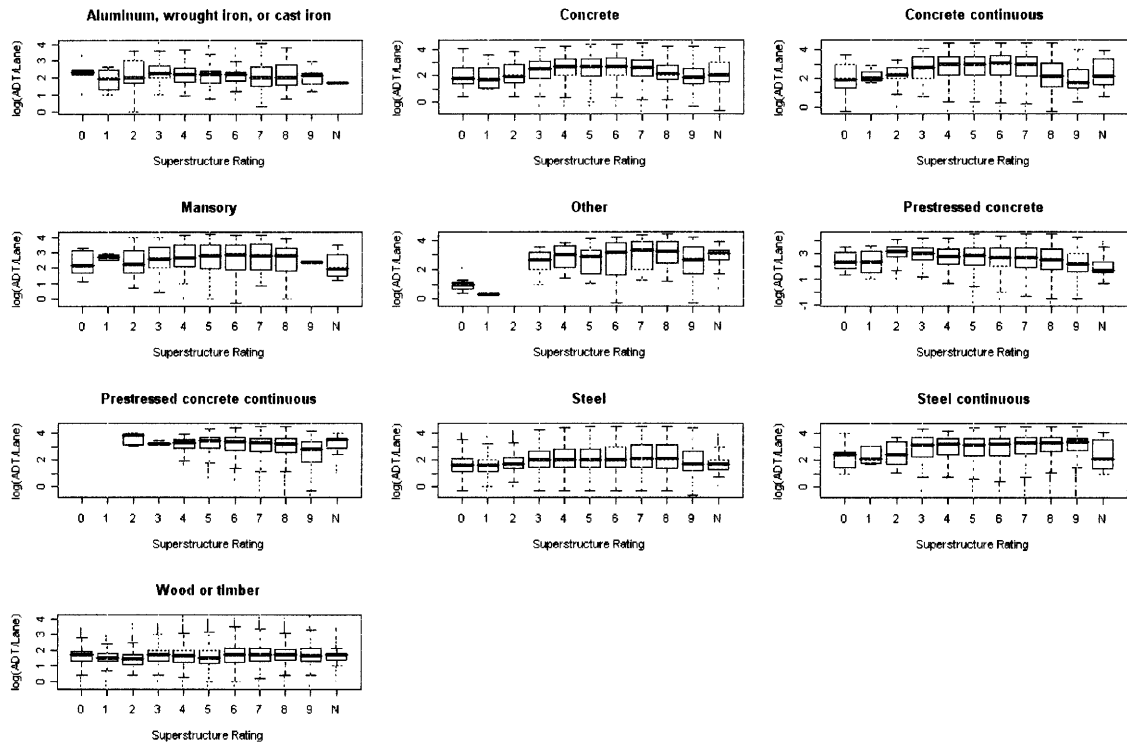 Aluminum, wrought iron, or cast iron
log(ADT/Lane)
0 1 2 3 4
0 1 2 3 4 5 6 7 8 9 N
Superstructure Rating
Concrete
log(ADT/Lane)
0 2 4
0 1 2 3 4 5 6 7 8 9 N
Superstructure Rating
Concrete continuous
log(ADT/Lane)
0 2 4
0 1 2 3 4 5 6 7 8 9 N
Superstructure Rating
Mansory
log(ADT/Lane)
0 1 2 3 4
0 1 2 3 4 5 6 7 8 9 N
Superstructure Rating
Other
log(ADT/Lane)
0 2 4
0 1 2 3 4 5 6 7 8 9 N
Superstructure Rating
Prestressed concrete
log(ADT/Lane)
-1 1 2 3 4
0 1 2 3 4 5 6 7 8 9 N
Superstructure Rating
Prestressed concrete continuous
log(ADT/Lane)
0 2 4
0 1 2 3 4 5 6 7 8 9 N
Superstructure Rating
Steel
log(ADT/Lane)
0 2 4
0 1 2 3 4 5 6 7 8 9 N
Superstructure Rating
Steel continuous
log(ADT/Lane)
0 2 4
0 1 2 3 4 5 6 7 8 9 N
Superstructure Rating
Wood or timber
log(ADT/Lane)
0 1 2 3 4
0 1 2 3 4 5 6 7 8 9 N
Superstructure Rating